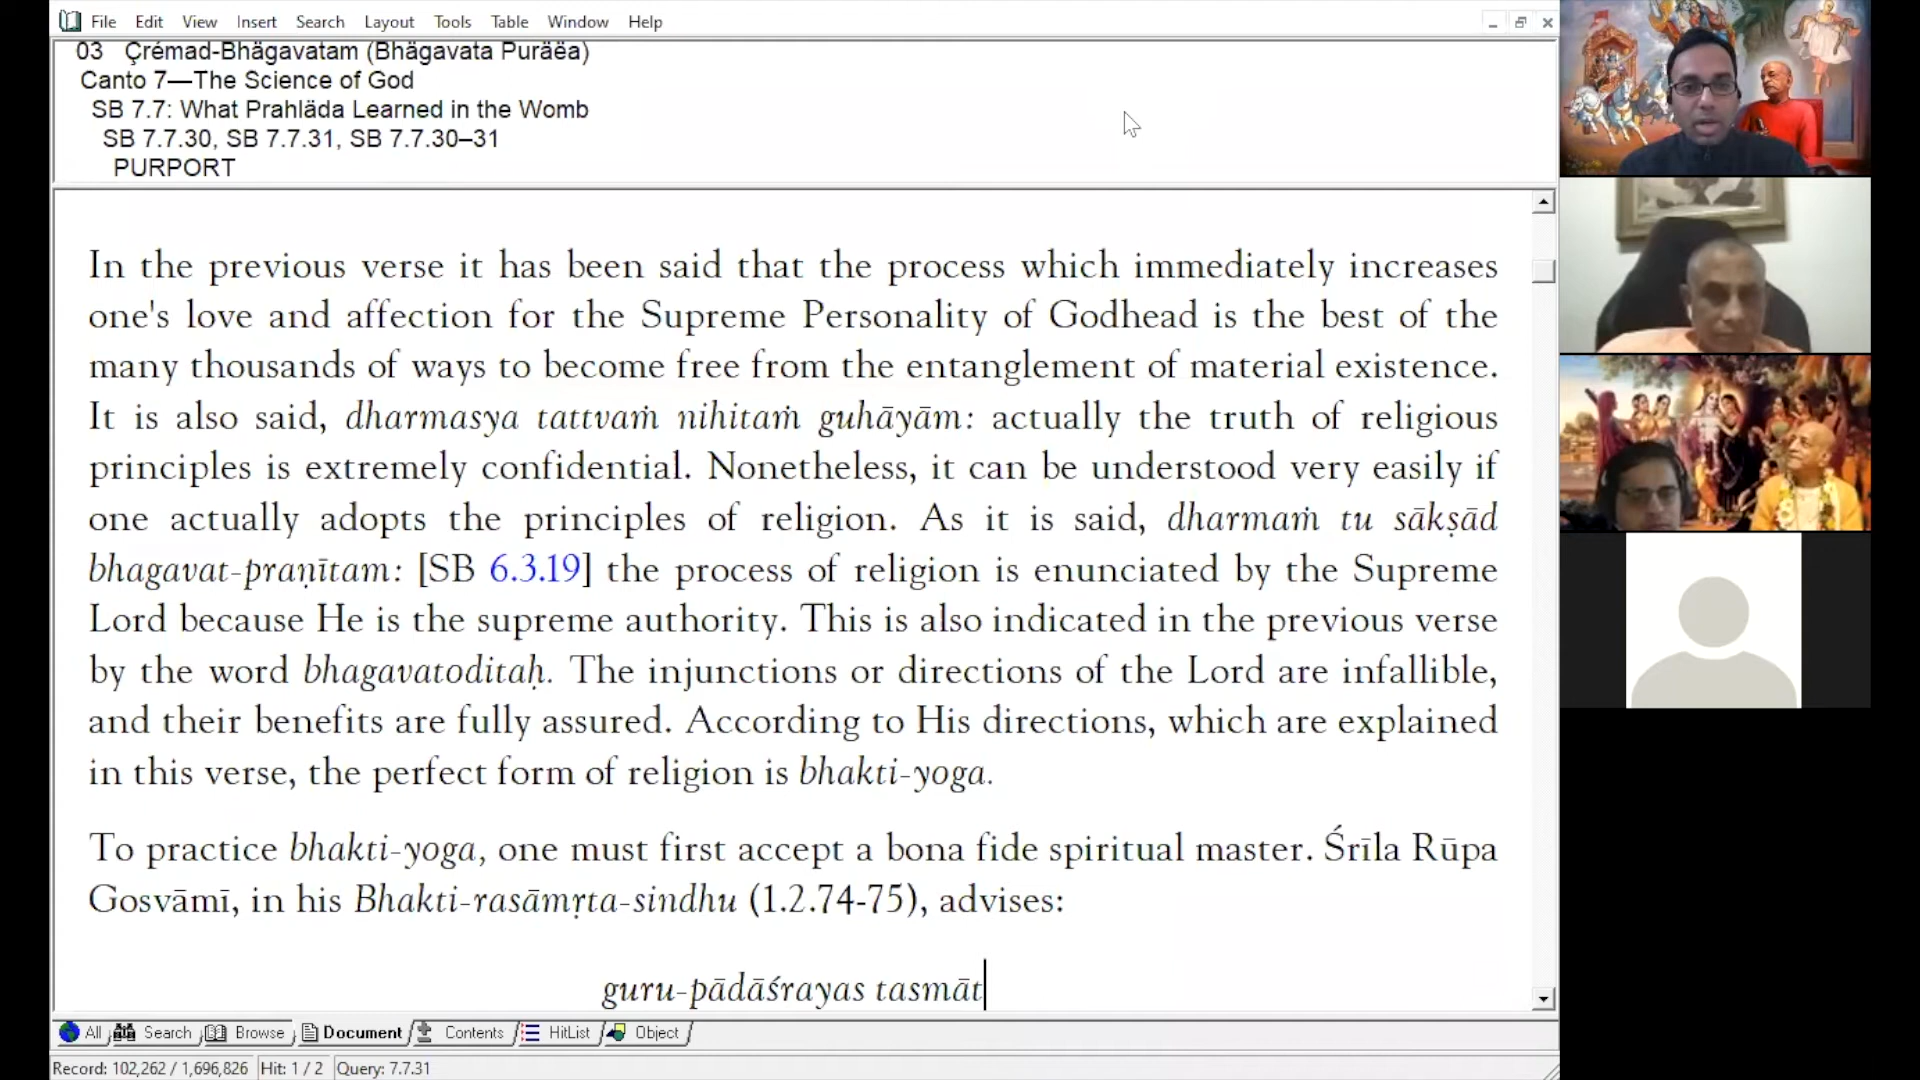 File Edit View Insert Search Layout Tools Table Window Help
03 Çrémad-Bhägavatam (Bhägavata Puräëa)
Canto 7—The Science of God
SB 7.7: What Prahläda Learned in the Womb
SB 7.7.30, SB 7.7.31, SB 7.7.30–31
PURPORT
In the previous verse it has been said that the process which immediately increases
one's love and affection for the Supreme Personality of Godhead is the best of the
many thousands of ways to become free from the entanglement of material existence.
It is also said, dharmasya tattvaṁ nihitaṁ guhāyām: actually the truth of religious
principles is extremely confidential. Nonetheless, it can be understood very easily if
one actually adopts the principles of religion. As it is said, dharmaṁ tu sākṣād
bhagavat-praṇītam: [SB 6.3.19] the process of religion is enunciated by the Supreme
Lord because He is the supreme authority. This is also indicated in the previous verse
by the word bhagavatoditaḥ. The injunctions or directions of the Lord are infallible,
and their benefits are fully assured. According to His directions, which are explained
in this verse, the perfect form of religion is bhakti-yoga.
To practice bhakti-yoga, one must first accept a bona fide spiritual master. Śrīla Rūpa
Gosvāmī, in his Bhakti-rasāmṛta-sindhu (1.2.74-75), advises:
guru-pādāśrayas tasmāt
All Search Browse Document Contents HitList Object
Record: 102,262 / 1,696,826 Hit: 1 / 2 Query: 7.7.31